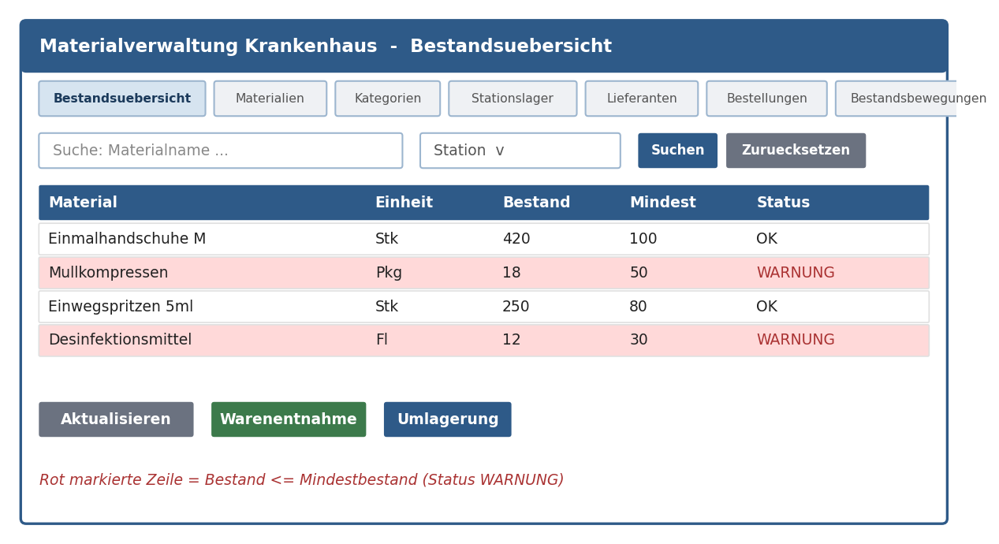 Materialverwaltung Krankenhaus - Bestandsuebersicht
Bestandsuebersicht Materialien Kategorien Stationslager Lieferanten Bestellungen Bestandsbewegungen
Suche: Materialname ... Station v Suchen Zuruecksetzen
Material Einheit Bestand Mindest Status
Einmalhandschuhe M Stk 420 100 OK
Mullkompressen Pkg 18 50 WARNUNG
Einwegspritzen 5ml Stk 250 80 OK
Desinfektionsmittel Fl 12 30 WARNUNG
Aktualisieren Warenentnahme Umlagerung
Rot markierte Zeile = Bestand <= Mindestbestand (Status WARNUNG)